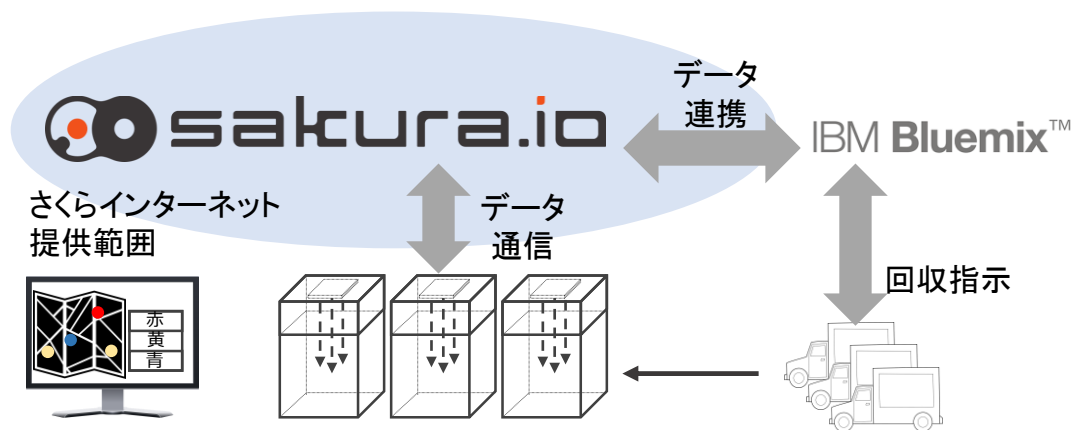 データ
連携
sakura.io
IBM Bluemix™
さくらインターネット
提供範囲
データ
通信
回収指示
赤
黄
青